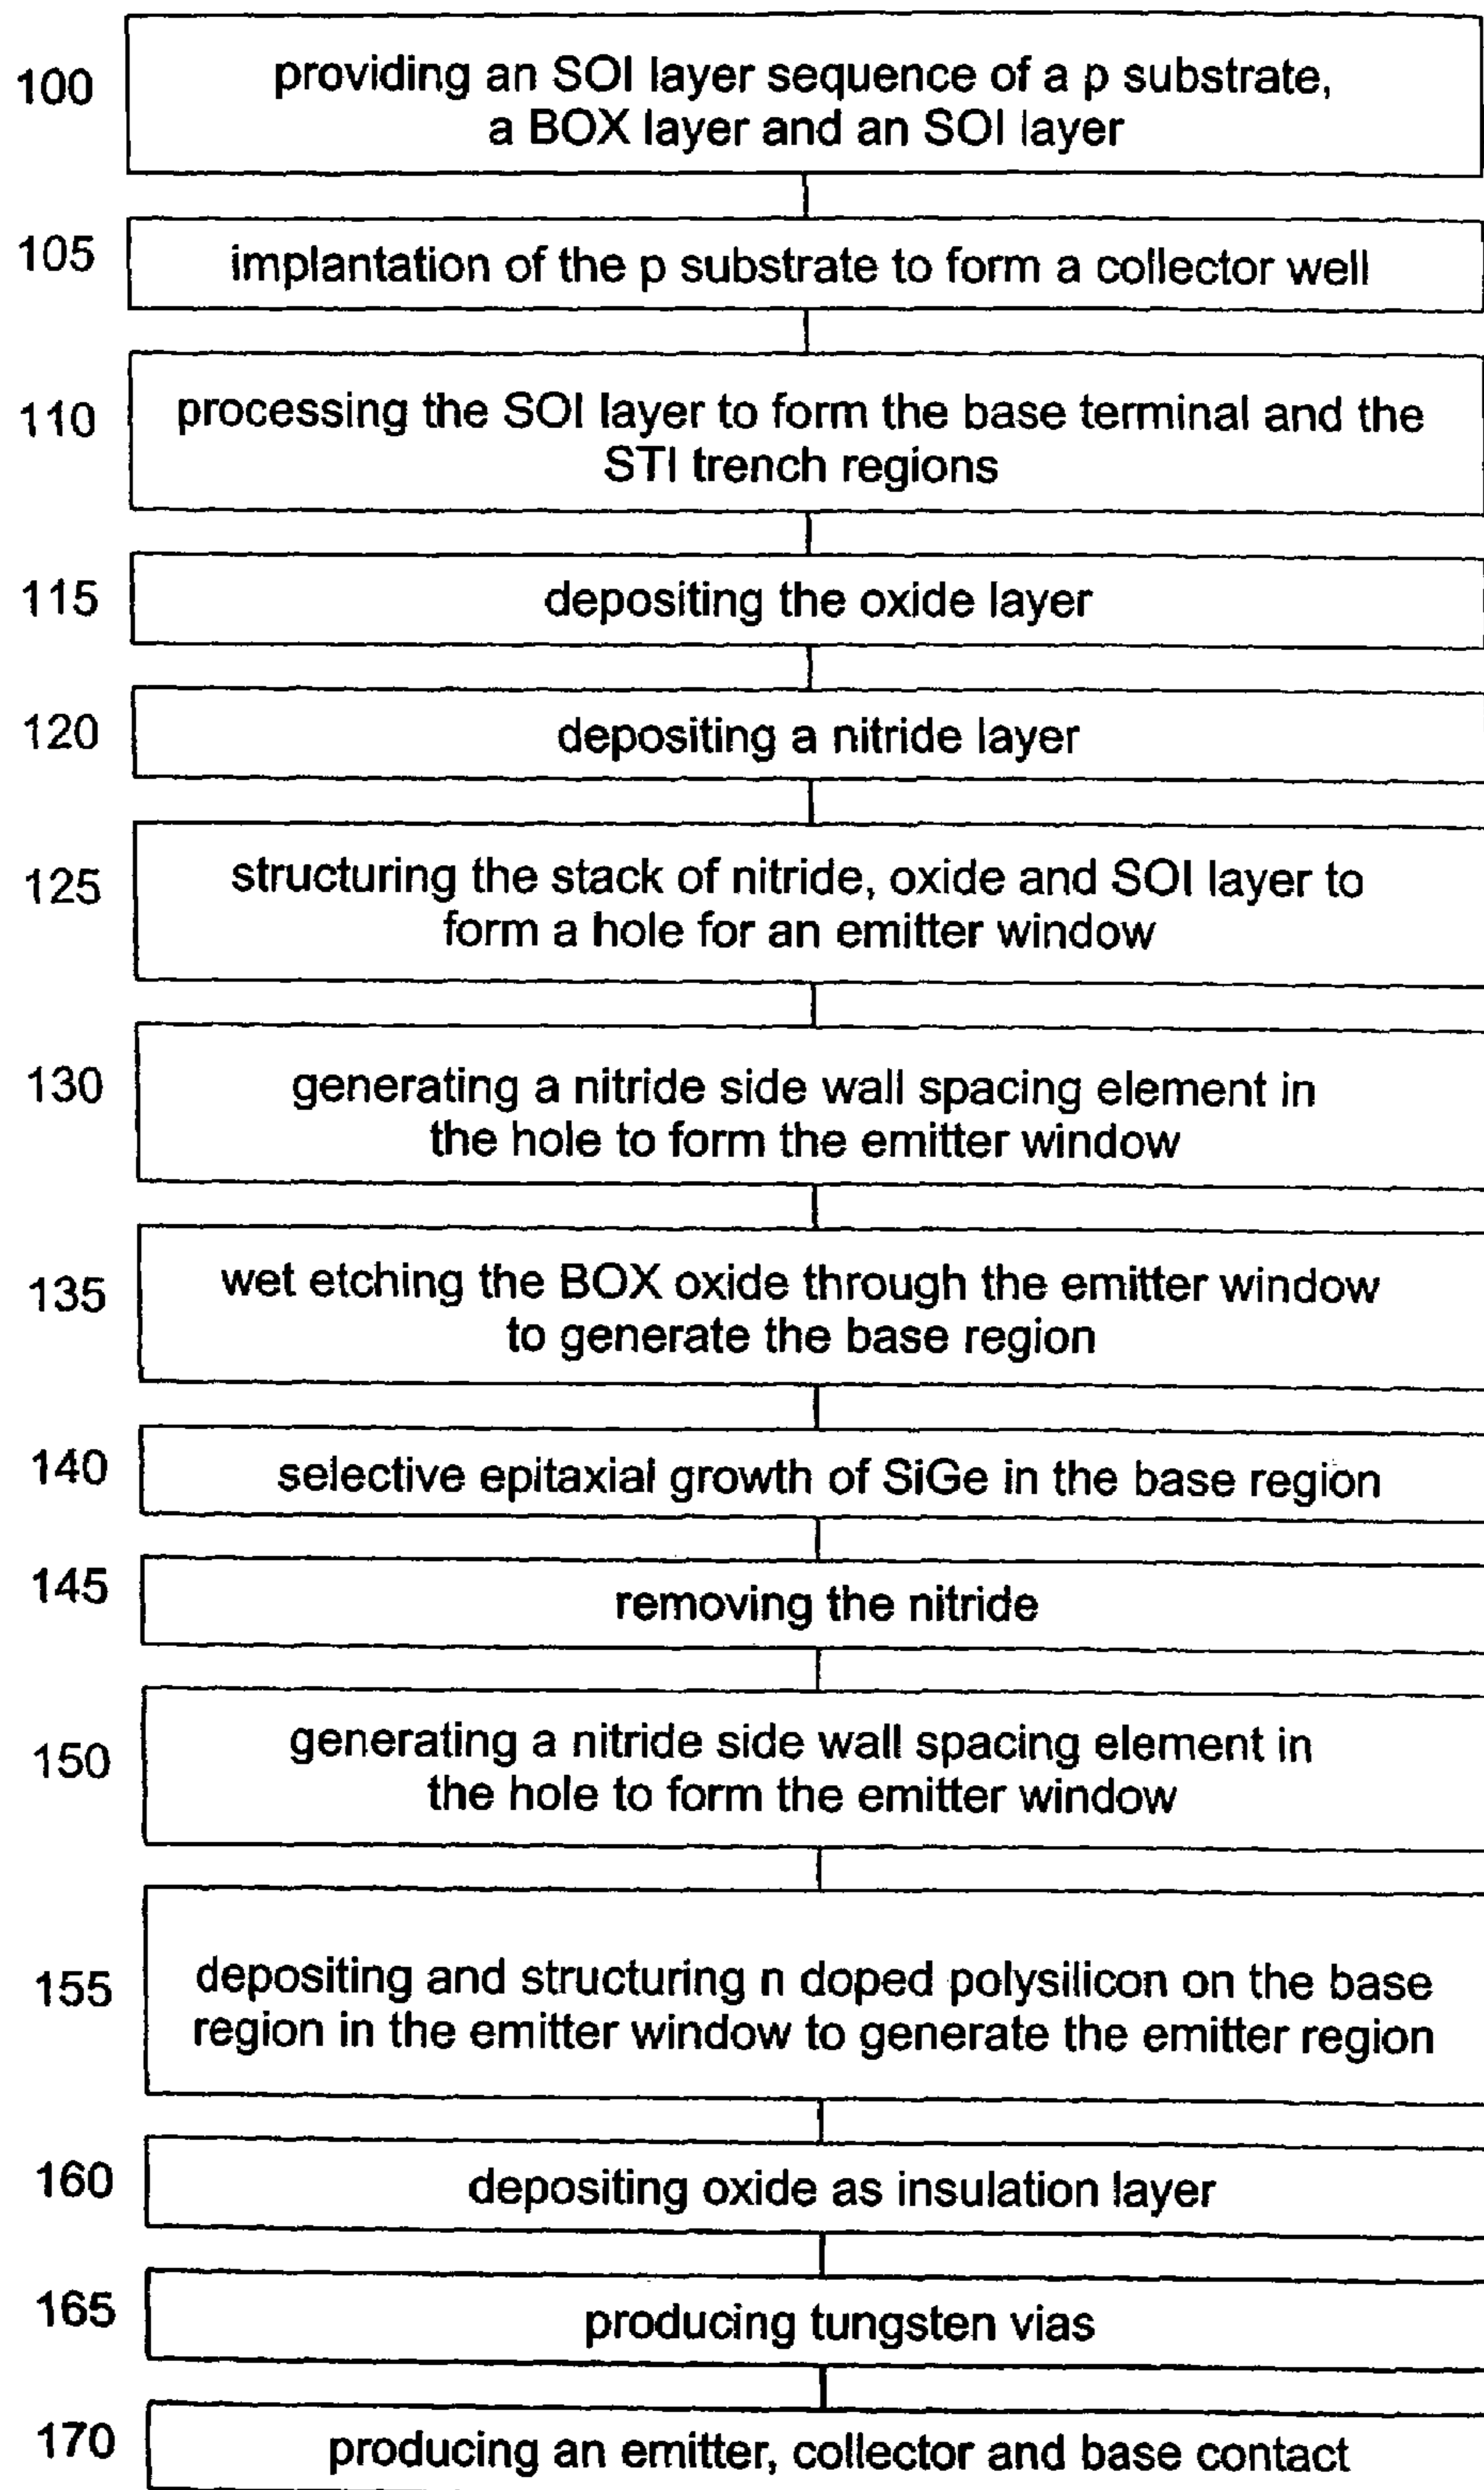 100
providing an SOI layer sequence of a p substrate,
a BOX layer and an SOI layer
105
implantation of the p substrate to form a collector well
110
processing the SOI layer to form the base terminal and the
STI trench regions
115
depositing the oxide layer
120
depositing a nitride layer
125
structuring the stack of nitride, oxide and SOI layer to
form a hole for an emitter window
130
generating a nitride side wall spacing element in
the hole to form the emitter window
135
wet etching the BOX oxide through the emitter window
to generate the base region
140
selective epitaxial growth of SiGe in the base region
145
removing the nitride
150
generating a nitride side wall spacing element in
the hole to form the emitter window
155
depositing and structuring n doped polysilicon on the base
region in the emitter window to generate the emitter region
160
depositing oxide as insulation layer
165
producing tungsten vias
170
producing an emitter, collector and base contact